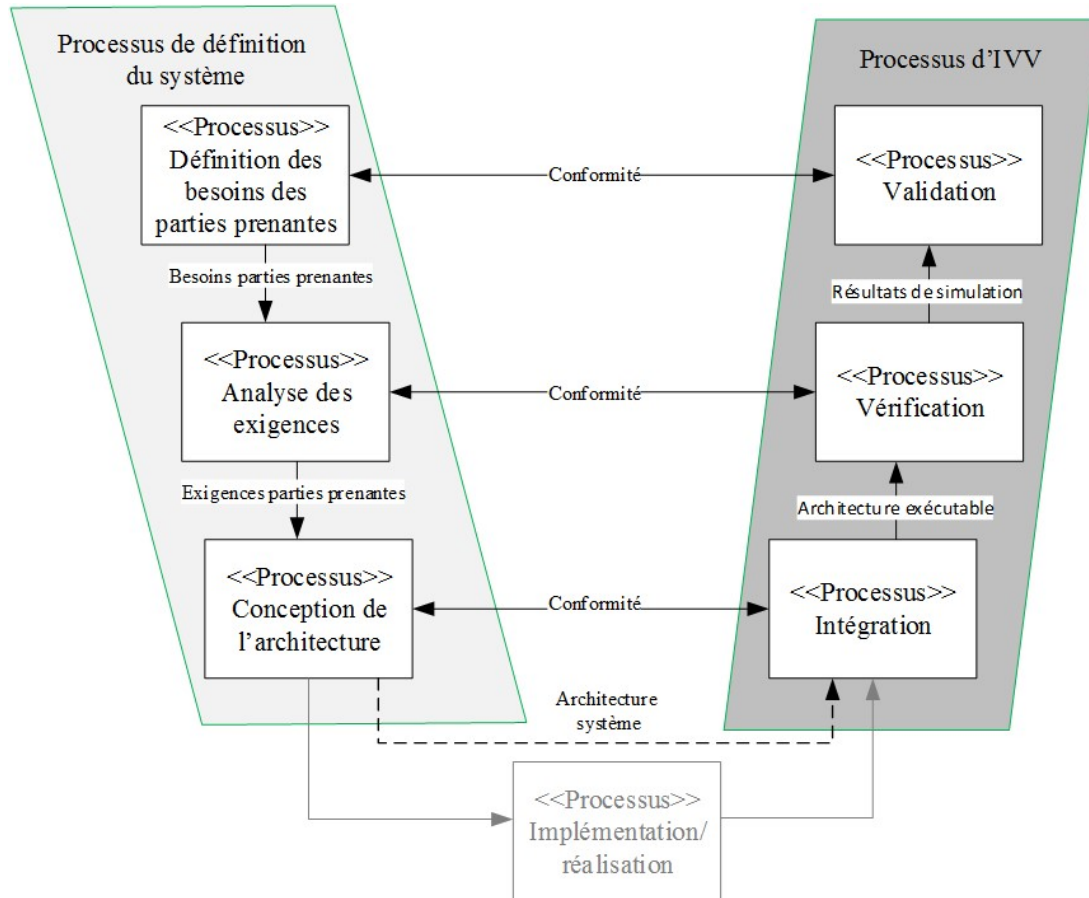 Processus de définition
du système
<<Processus>>
Définition des
besoins des
parties prenantes
Besoins parties prenantes
<<Processus>>
Analyse des
exigences
Exigences parties prenantes
<<Processus>>
Conception de
l’architecture
Conformité
Conformité
Conformité
Architecture
système
<<Processus>>
Implémentation/
réalisation
Processus d’IVV
<<Processus>>
Validation
Résultats de simulation
<<Processus>>
Vérification
Architecture exécutable
<<Processus>>
Intégration